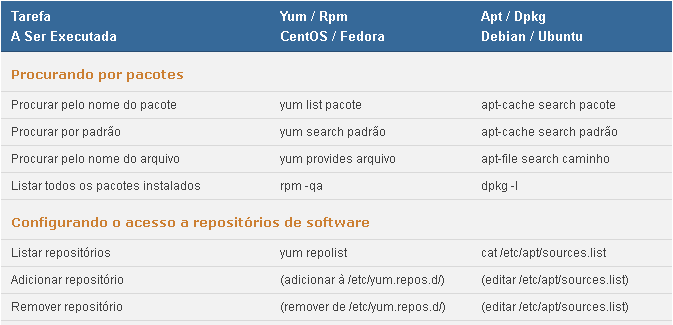 Tarefa Yum / Rpm Apt / Dpkg
A Ser Executada CentOS / Fedora Debian / Ubuntu
Procurando por pacotes
Procurar pelo nome do pacote yum list pacote apt-cache search pacote
Procurar por padrão yum search padrão apt-cache search padrão
Procurar pelo nome do arquivo yum provides arquivo apt-file search caminho
Listar todos os pacotes instalados rpm -qa dpkg -l
Configurando o acesso a repositórios de software
Listar repositórios yum repolist cat /etc/apt/sources.list
Adicionar repositório (adicionar à /etc/yum.repos.d/) (editar /etc/apt/sources.list)
Remover repositório (remover de /etc/yum.repos.d/) (editar /etc/apt/sources.list)